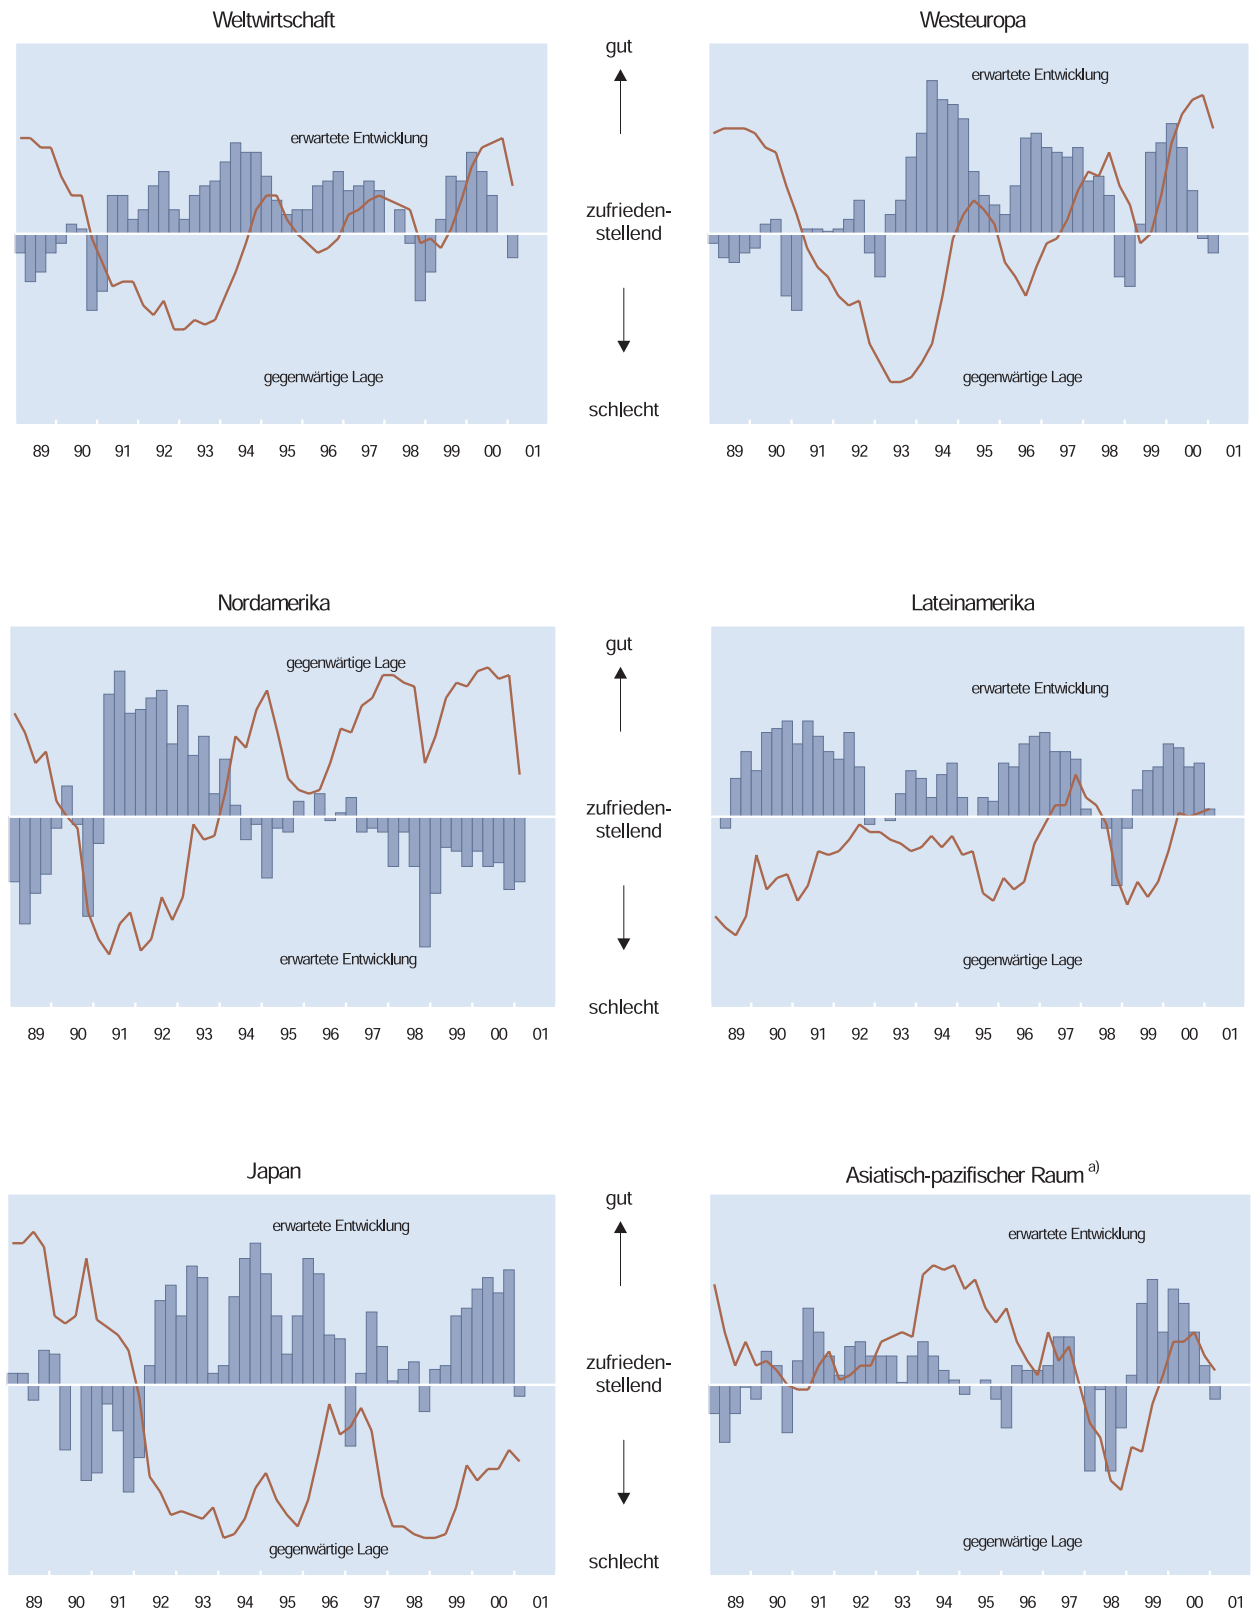 Weltwirtschaft
Westeuropa
gut
erwartete Entwicklung
erwartete Entwicklung
zufrieden-
stellend
gegenwärtige Lage
gegenwärtige Lage
schlecht
89 90 91 92 93 94 95 96 97 98 99 00 01
89 90 91 92 93 94 95 96 97 98 99 00 01
Nordamerika
Lateinamerika
gut
gegenwärtige Lage
erwartete Entwicklung
zufrieden-
stellend
erwartete Entwicklung
gegenwärtige Lage
schlecht
89 90 91 92 93 94 95 96 97 98 99 00 01
89 90 91 92 93 94 95 96 97 98 99 00 01
Japan
Asiatisch-pazifischer Raum a)
gut
erwartete Entwicklung
erwartete Entwicklung
zufrieden-
stellend
gegenwärtige Lage
gegenwärtige Lage
schlecht
89 90 91 92 93 94 95 96 97 98 99 00 01
89 90 91 92 93 94 95 96 97 98 99 00 01